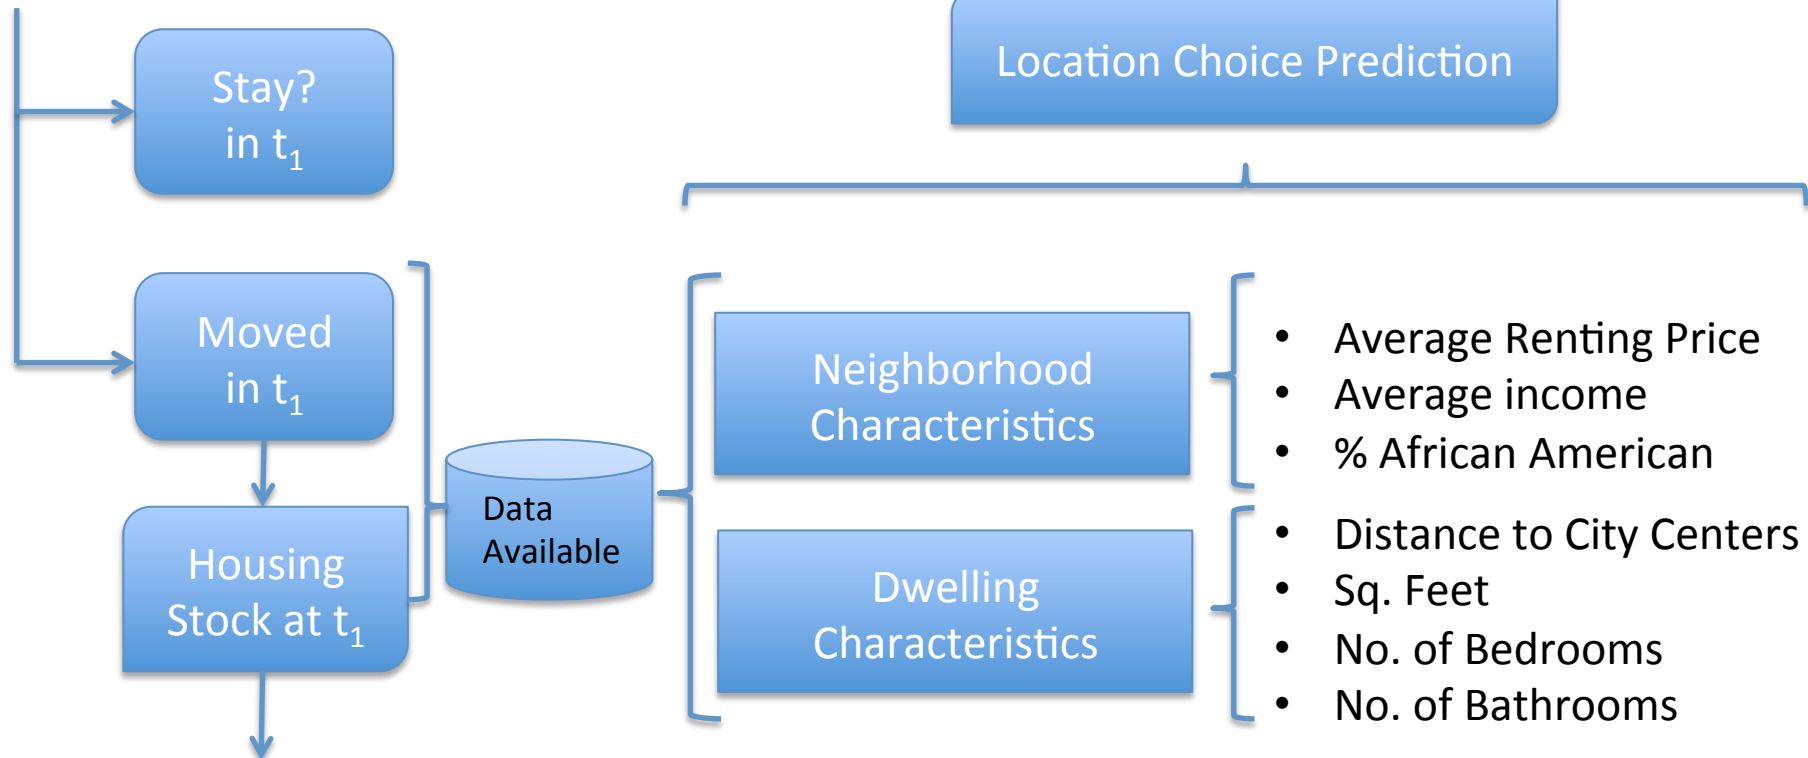 Stay?
in t₁
Location Choice Prediction
Moved
in t₁
Housing
Stock at t₁
Data
Available
Neighborhood
Characteristics
• Average Renting Price
• Average income
• % African American
Dwelling
Characteristics
• Distance to City Centers
• Sq. Feet
• No. of Bedrooms
• No. of Bathrooms